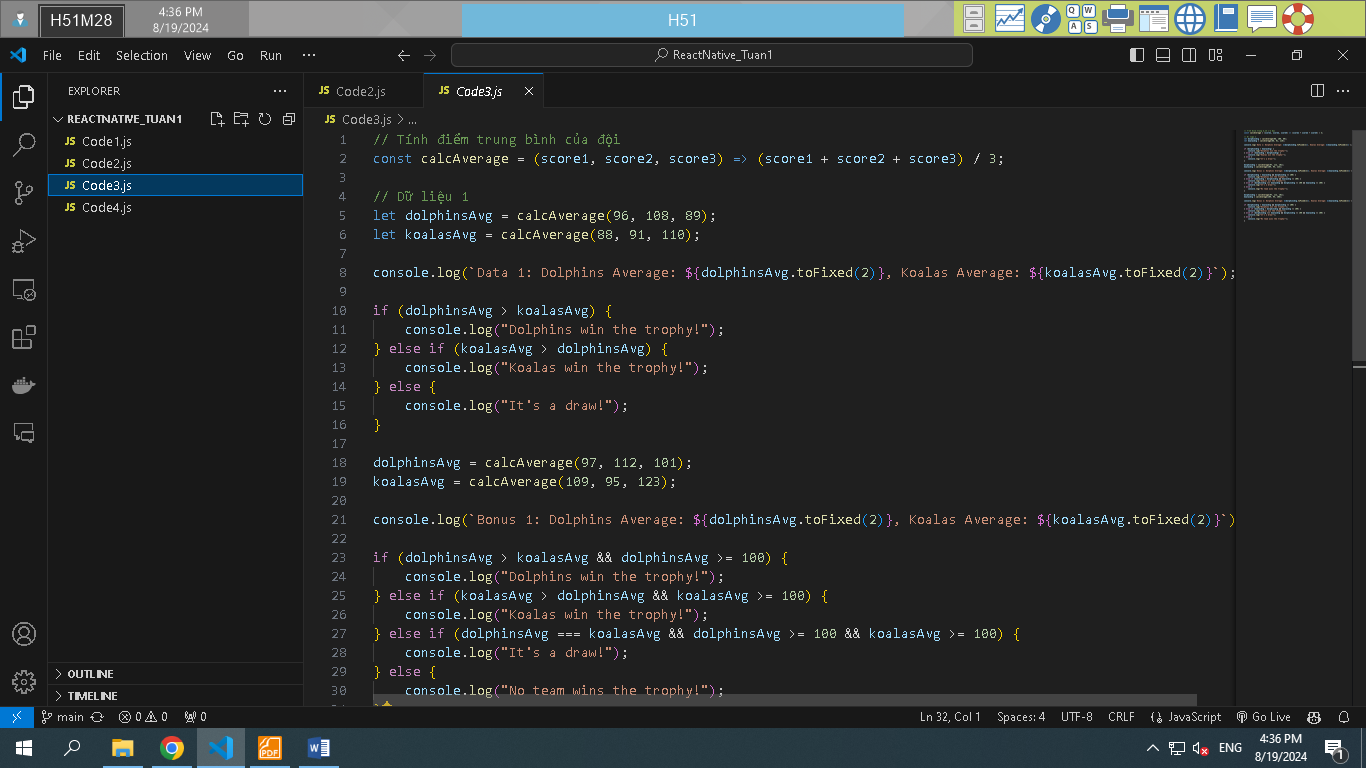 H51M28
4:36 PM
8/19/2024
H51
Q W
A S
File Edit Selection View Go Run ···
ReactNative_Tuan1
EXPLORER
REACTNATIVE_TUAN1
JS Code1.js
JS Code2.js
JS Code3.js
JS Code4.js
OUTLINE
TIMELINE
JS Code2.js
JS Code3.js
JS Code3.js > ...
1 // Tính điểm trung bình của đội
2 const calcAverage = (score1, score2, score3) => (score1 + score2 + score3) / 3;
3
4 // Dữ liệu 1
5 let dolphinsAvg = calcAverage(96, 108, 89);
6 let koalasAvg = calcAverage(88, 91, 110);
7
8 console.log(`Data 1: Dolphins Average: ${dolphinsAvg.toFixed(2)}, Koalas Average: ${koalasAvg.toFixed(2)}`);
9
10 if (dolphinsAvg > koalasAvg) {
11 console.log("Dolphins win the trophy!");
12 } else if (koalasAvg > dolphinsAvg) {
13 console.log("Koalas win the trophy!");
14 } else {
15 console.log("It's a draw!");
16 }
17
18 dolphinsAvg = calcAverage(97, 112, 101);
19 koalasAvg = calcAverage(109, 95, 123);
20
21 console.log(`Bonus 1: Dolphins Average: ${dolphinsAvg.toFixed(2)}, Koalas Average: ${koalasAvg.toFixed(2)}`)
22
23 if (dolphinsAvg > koalasAvg && dolphinsAvg >= 100) {
24 console.log("Dolphins win the trophy!");
25 } else if (koalasAvg > dolphinsAvg && koalasAvg >= 100) {
26 console.log("Koalas win the trophy!");
27 } else if (dolphinsAvg === koalasAvg && dolphinsAvg >= 100 && koalasAvg >= 100) {
28 console.log("It's a draw!");
29 } else {
30 console.log("No team wins the trophy!");
main 0 0 0
Ln 32, Col 1 Spaces: 4 UTF-8 CRLF JavaScript Go Live
PDF
ENG
4:36 PM
8/19/2024
1